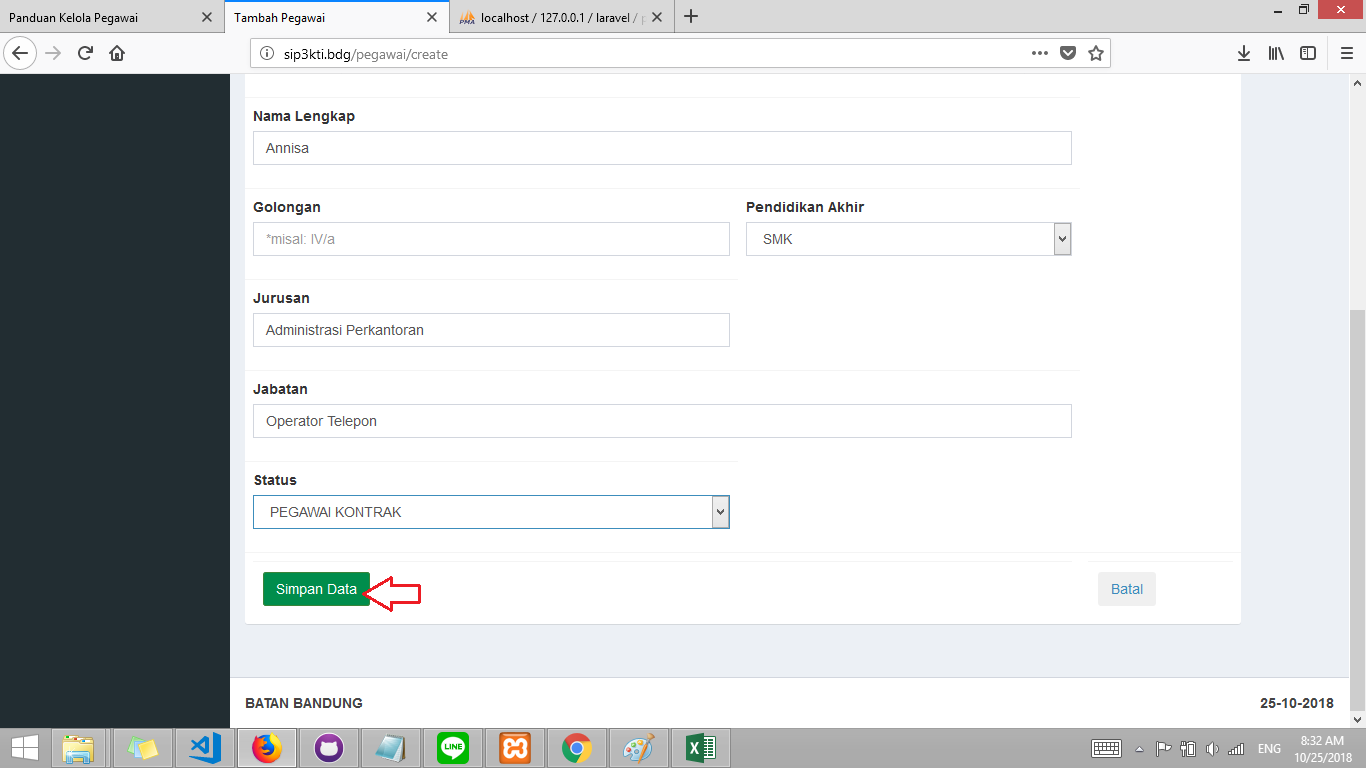 Panduan Kelola Pegawai
Tambah Pegawai
localhost / 127.0.0.1 / laravel /
sip3kti.bdg/pegawai/create
Nama Lengkap
Annisa
Golongan
Pendidikan Akhir
*misal: IV/a
SMK
Jurusan
Administrasi Perkantoran
Jabatan
Operator Telepon
Status
PEGAWAI KONTRAK
Simpan Data
Batal
BATAN BANDUNG
25-10-2018
LINE
ENG
8:32 AM
10/25/2018